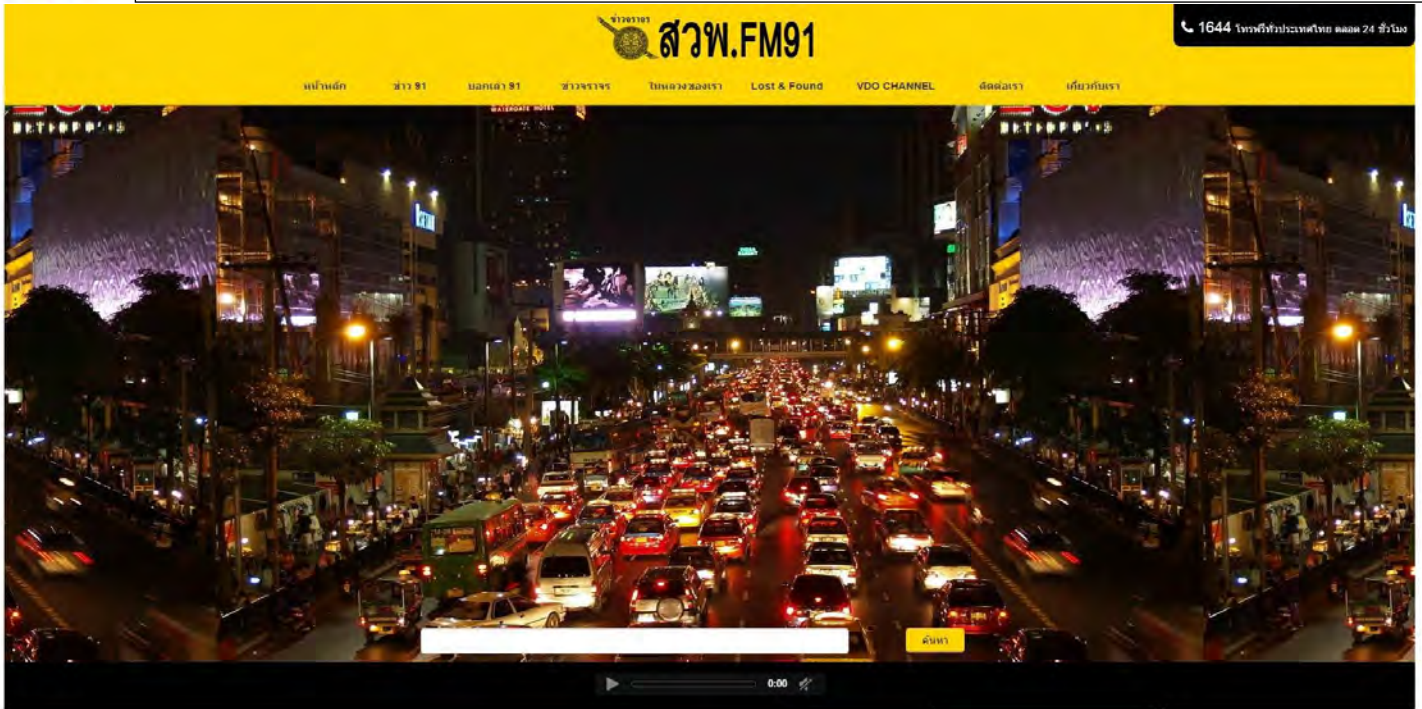 ข่าวจราจร
สวพ.FM91
1644 โทรฟรีทั่วประเทศไทย ตลอด 24 ชั่วโมง
หน้าหลัก ข่าว 91 บอกเล่า 91 ข่าวจราจร ในหลวงของเรา Lost & Found VDO CHANNEL ติดต่อเรา เกี่ยวกับเรา
WATERGATE HOTEL
ISETAN
ค้นหา
0:00